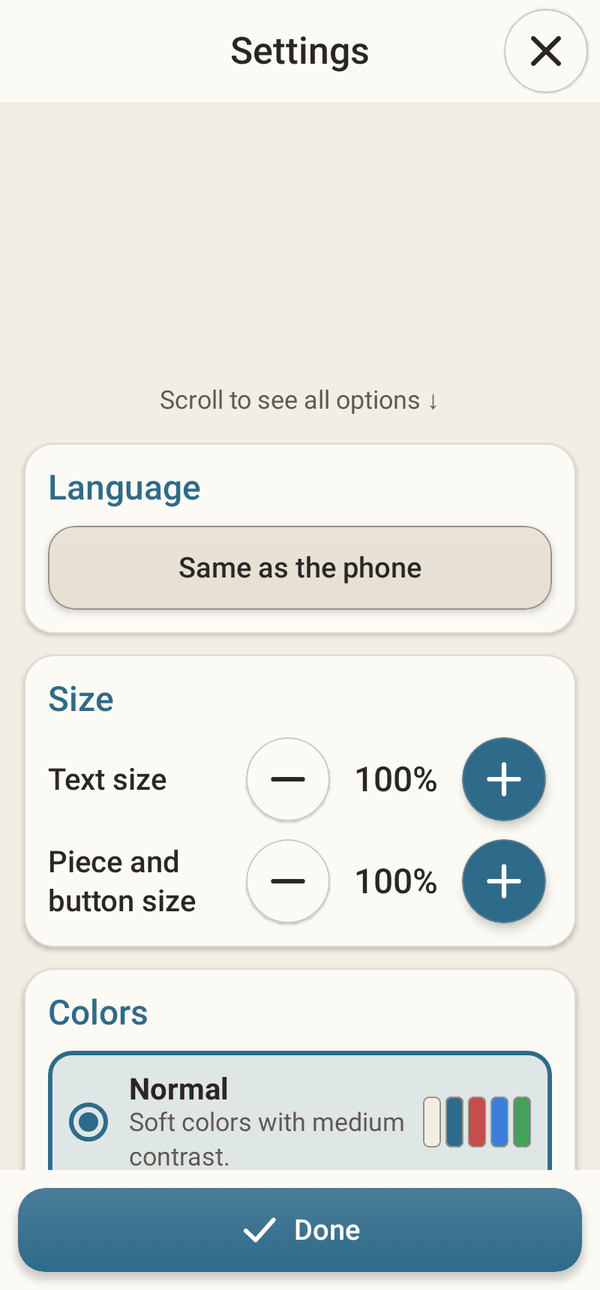 Settings
Scroll to see all options ↓
Language
Same as the phone
Size
Text size
100%
Piece and
button size
100%
Colors
Normal
Soft colors with medium
contrast.
Done